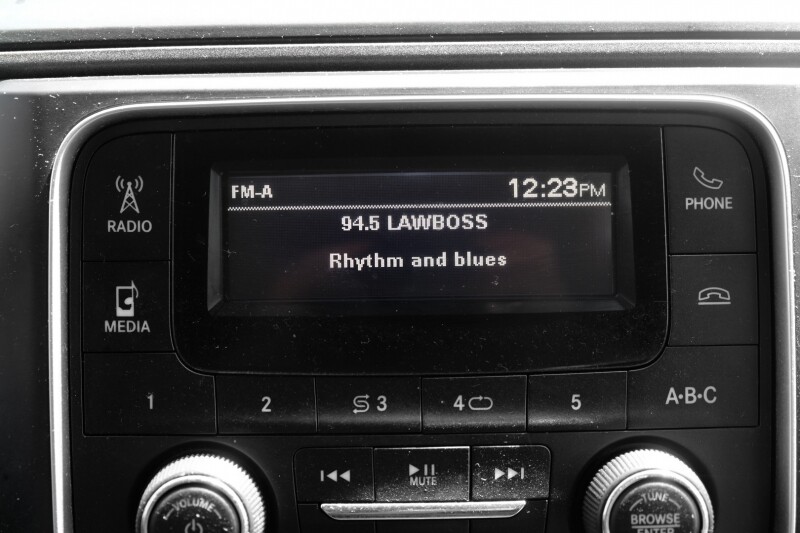 FM-A 12:23PM
94.5 LAWBOSS
Rhythm and blues
RADIO
PHONE
MEDIA
1 2 3 4 5 A•B•C
MUTE
VOLUME
TUNE
BROWSE
ENTER